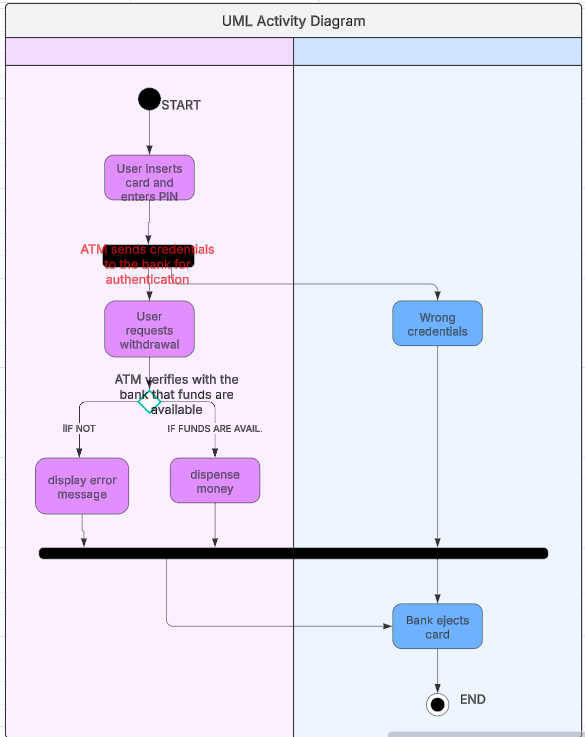 UML Activity Diagram
START
User inserts
card and
enters PIN
ATM sends credentials
to the bank for
authentication
User
requests
withdrawal
Wrong
credentials
ATM verifies with the
bank that funds are
available
IF NOT
IF FUNDS ARE AVAIL.
display error
message
dispense
money
Bank ejects
card
END